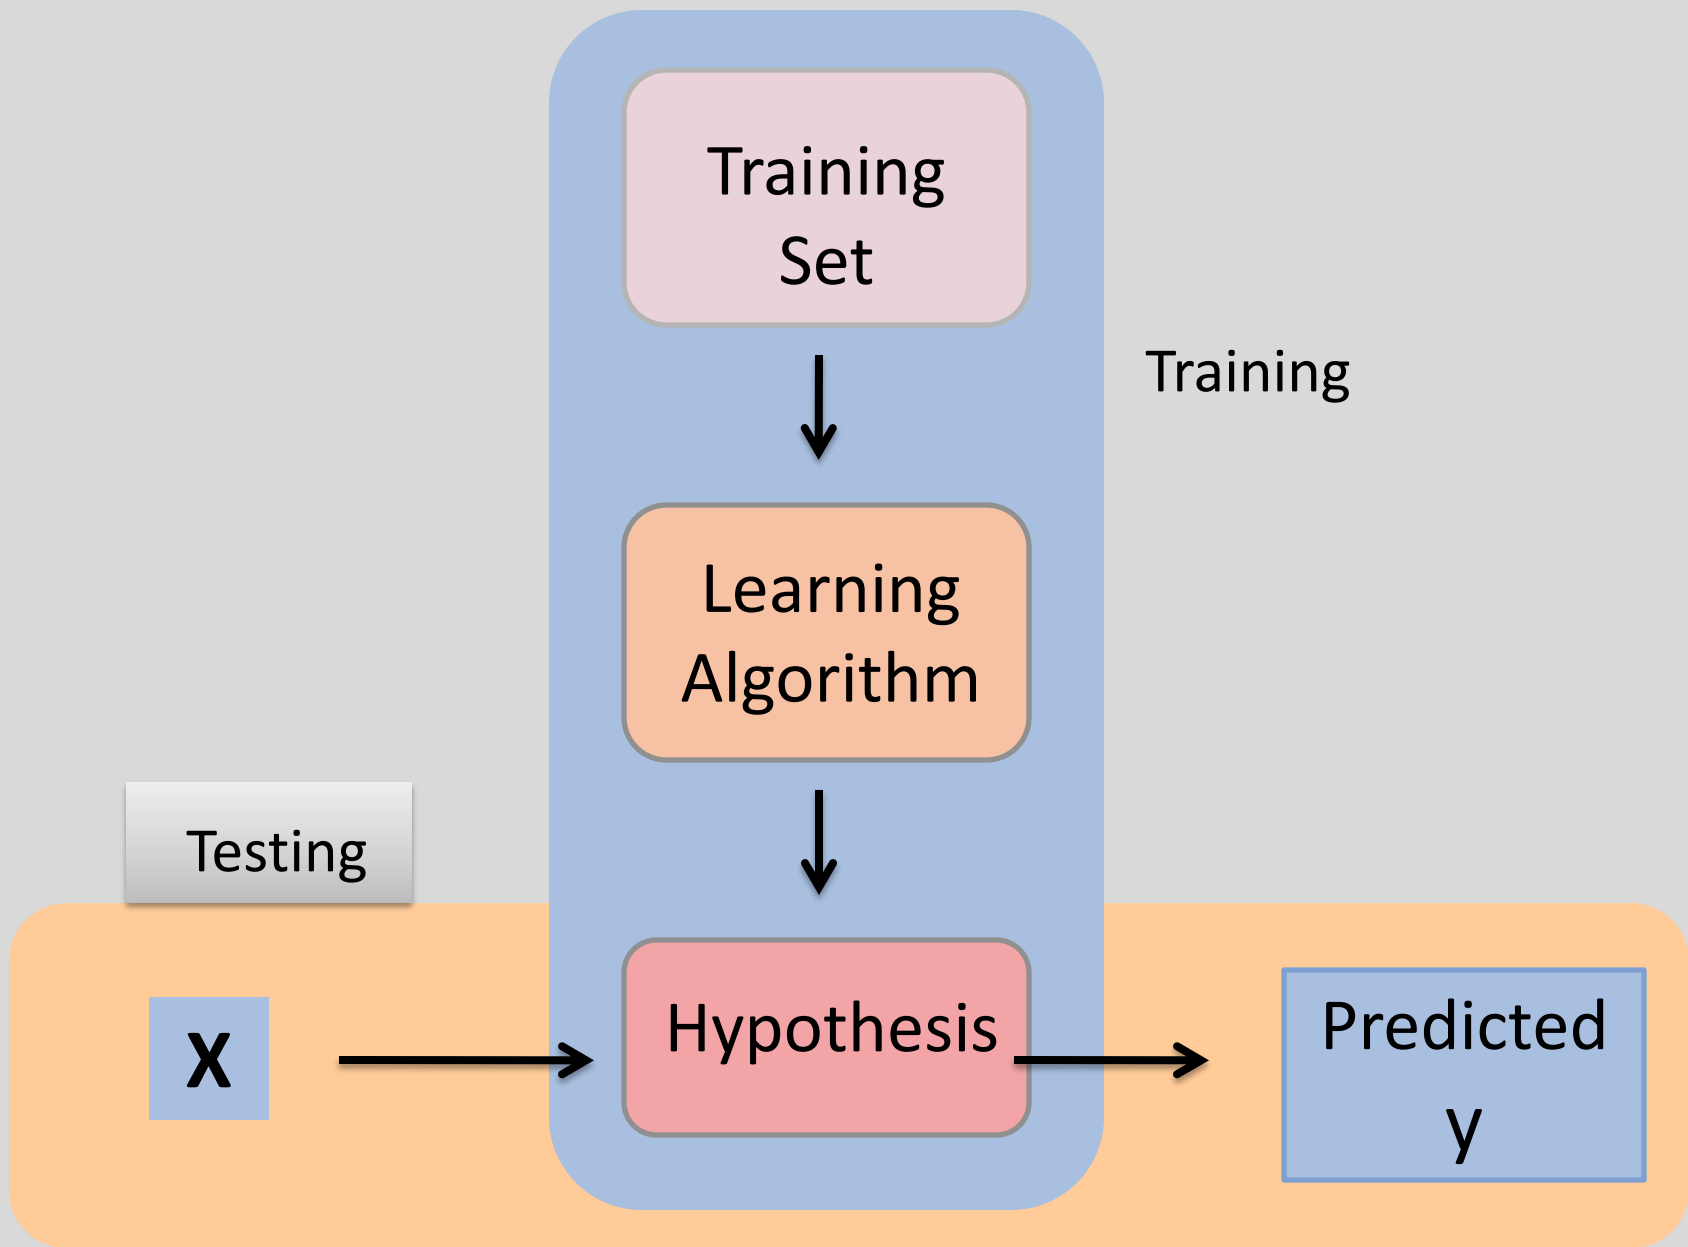 Training
Set
Training
Learning
Algorithm
Testing
X
Hypothesis
Predicted
y